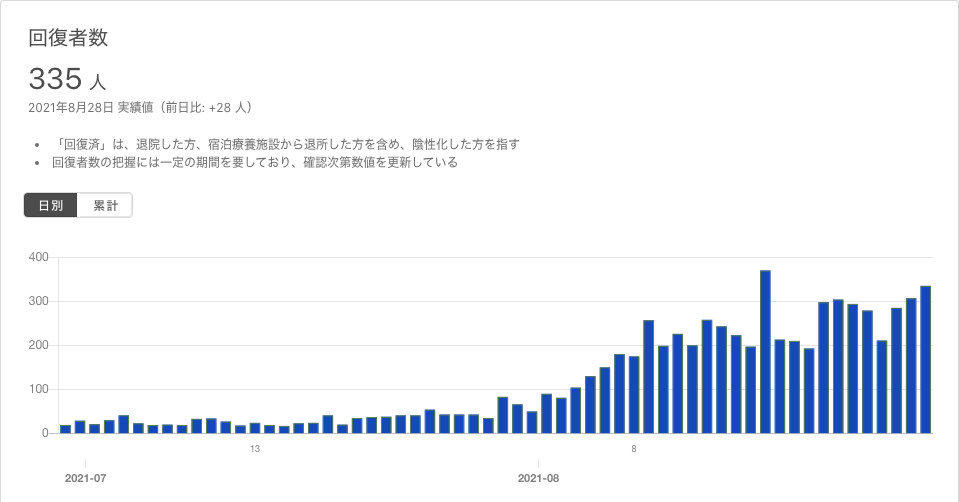 回復者数
335 人
2021年8月28日 実績値（前日比: +28 人）
• 「回復済」は、退院した方、宿泊療養施設から退所した方を含め、陰性化した方を指す
• 回復者数の把握には一定の期間を要しており、確認次第数値を更新している
日別 累計
400
300
200
100
0
13 8
2021-07 2021-08